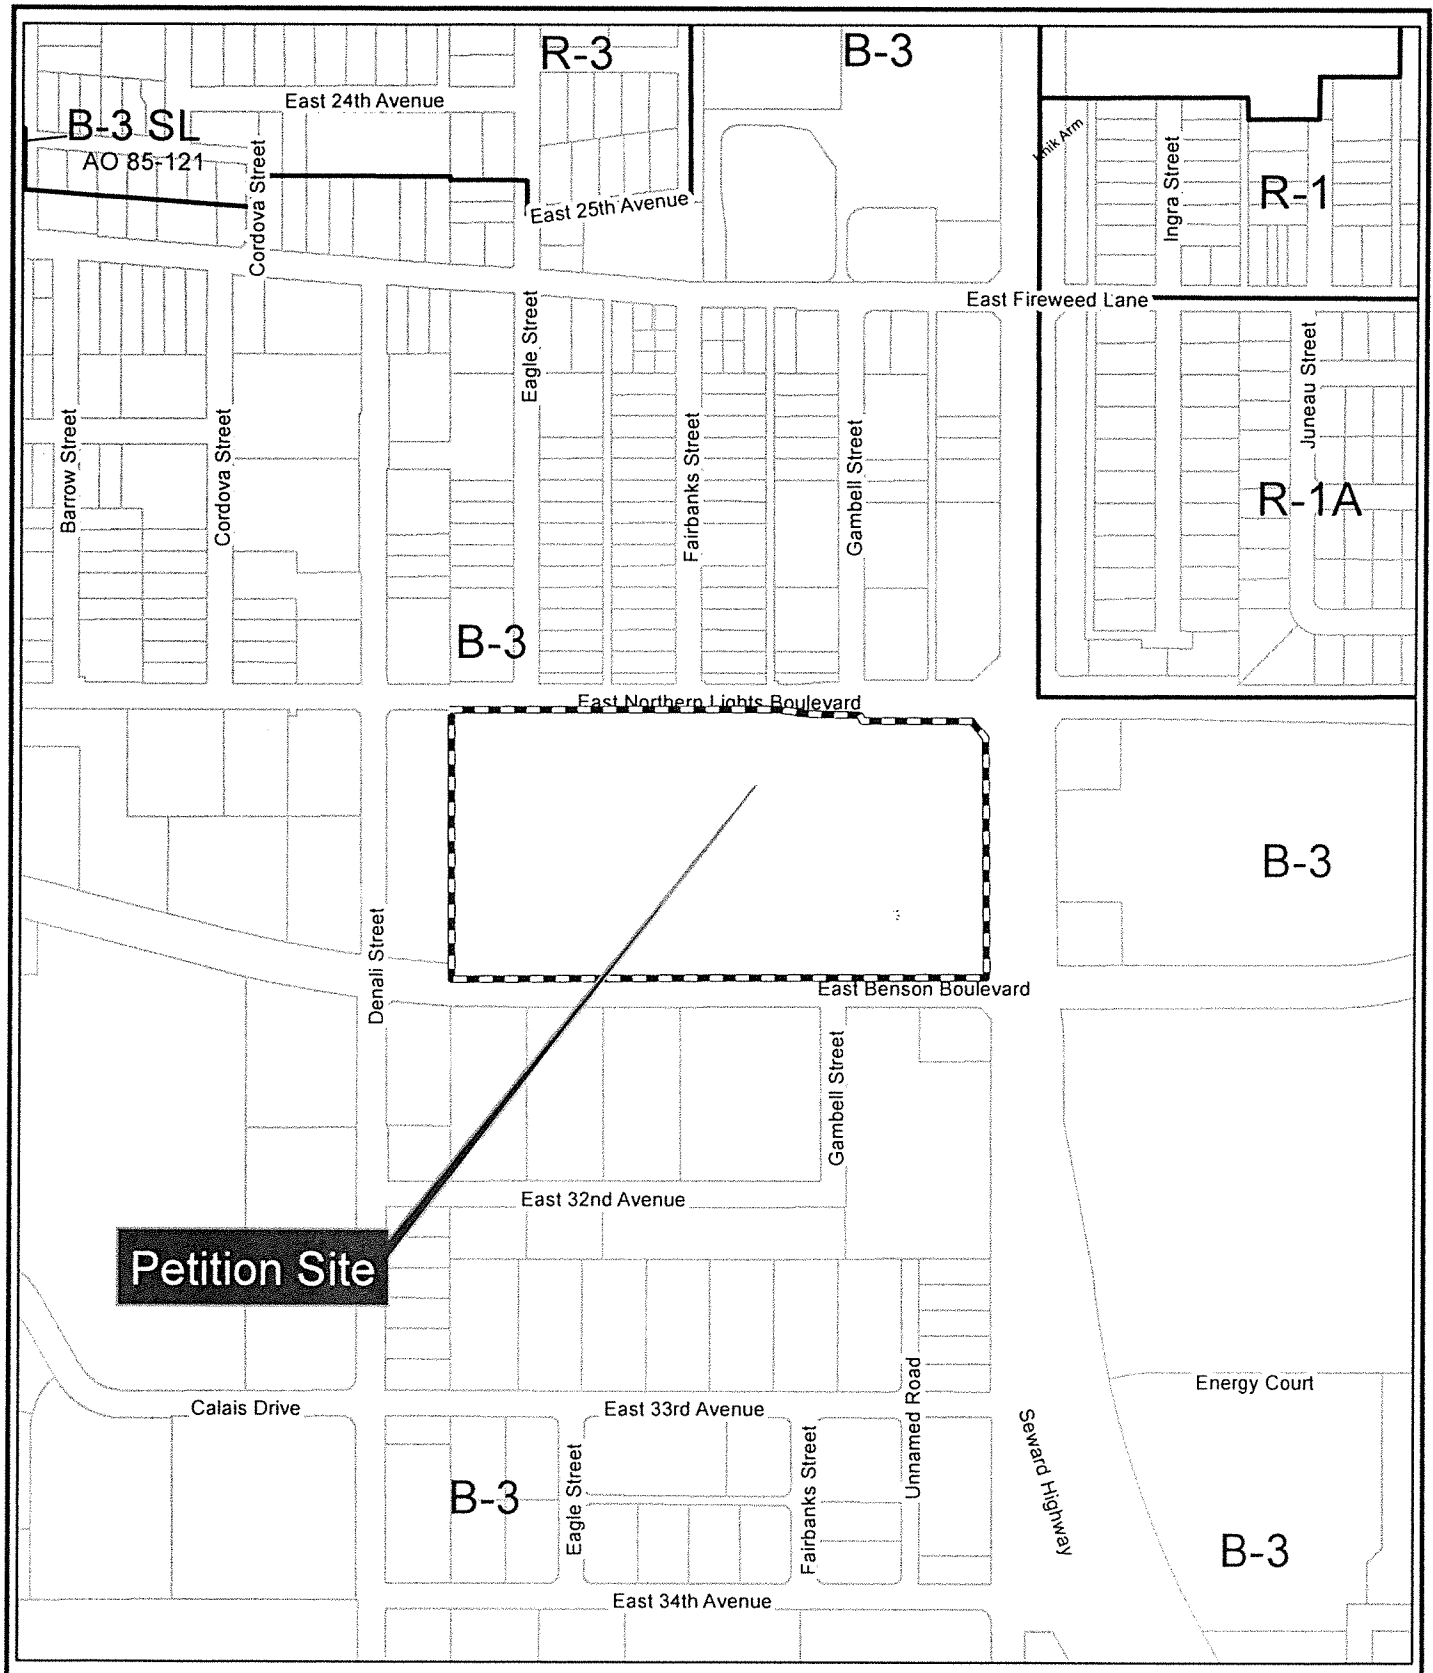 R-3
B-3
East 24th Avenue
B-3 SL
AO 85-121
Cordova Street
East 25th Avenue
Ingra Street
R-1
East Fireweed Lane
Eagle Street
Juneau Street
Barrow Street
Cordova Street
Fairbanks Street
Gambell Street
R-1A
B-3
East Northern Lights Boulevard
B-3
Denali Street
East Benson Boulevard
Gambell Street
East 32nd Avenue
Petition Site
Energy Court
Calais Drive
East 33rd Avenue
Unnamed Road
Seward Highway
B-3
Eagle Street
Fairbanks Street
B-3
East 34th Avenue